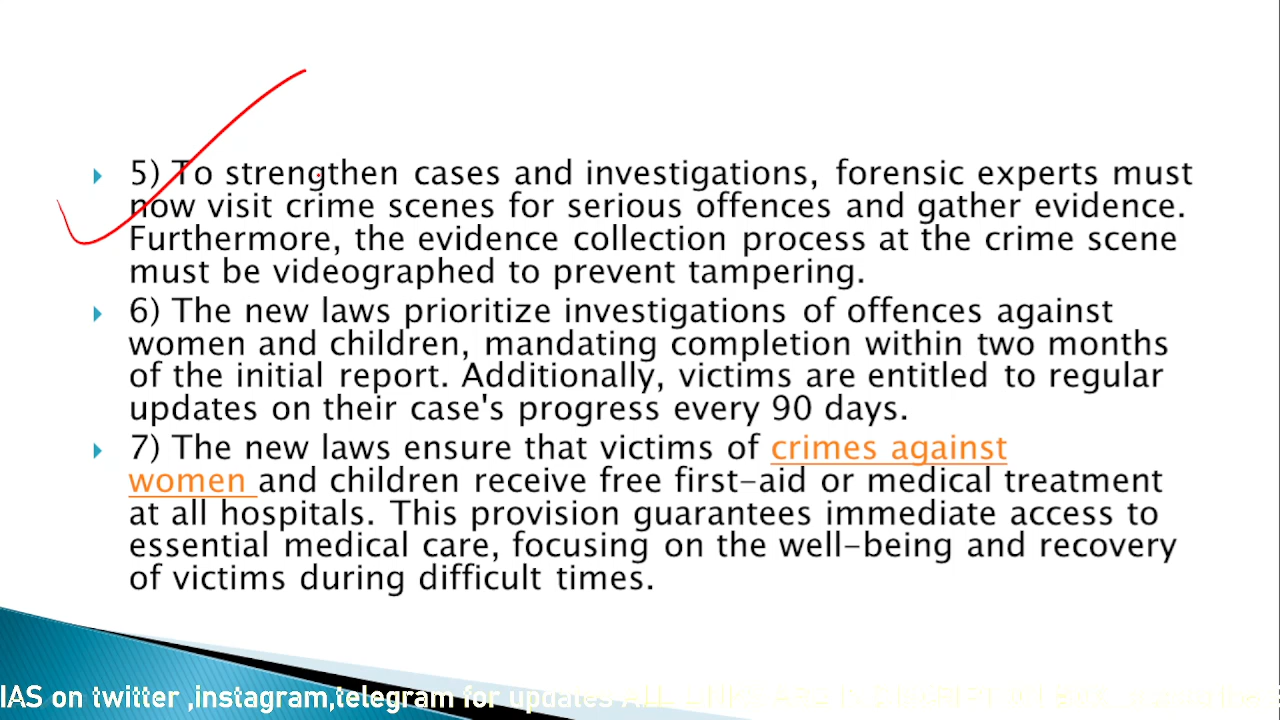 5) To strengthen cases and investigations, forensic experts must
now visit crime scenes for serious offences and gather evidence.
Furthermore, the evidence collection process at the crime scene
must be videographed to prevent tampering.
6) The new laws prioritize investigations of offences against
women and children, mandating completion within two months
of the initial report. Additionally, victims are entitled to regular
updates on their case's progress every 90 days.
7) The new laws ensure that victims of crimes against
women and children receive free first-aid or medical treatment
at all hospitals. This provision guarantees immediate access to
essential medical care, focusing on the well-being and recovery
of victims during difficult times.
IAS on twitter ,instagram,telegram for updates